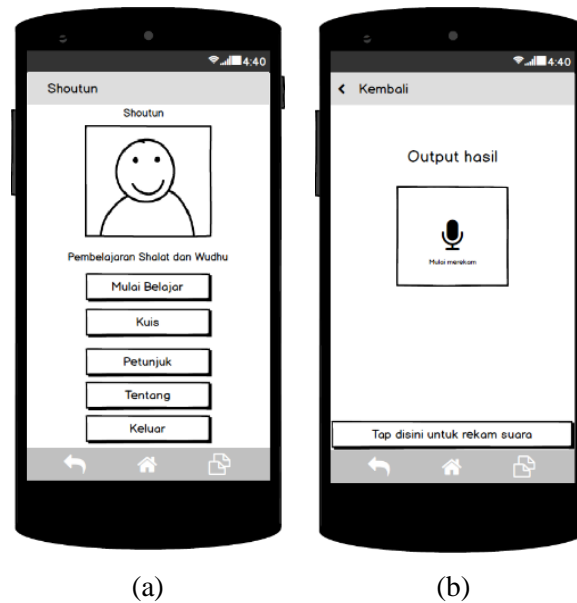 4:40
Shoutun
Shoutun
Pembelajaran Shalat dan Wudhu
Mulai Belajar
Kuis
Petunjuk
Tentang
Keluar
(a)
4:40
Kembali
Output hasil
Mulai merekam
Tap disini untuk rekam suara
(b)